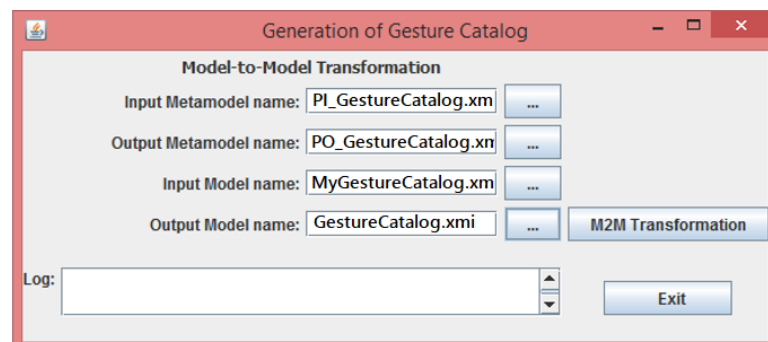 Generation of Gesture Catalog
Model-to-Model Transformation
Input Metamodel name: PI_GestureCatalog.xm ...
Output Metamodel name: PO_GestureCatalog.xm ...
Input Model name: MyGestureCatalog.xm ...
Output Model name: GestureCatalog.xmi ... M2M Transformation
Log:
Exit